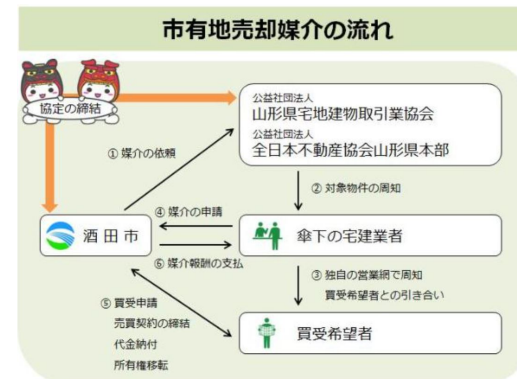 市有地売却媒介の流れ
協定の締結
公益社団法人
山形県宅地建物取引業協会
公益社団法人
全日本不動産協会山形県本部
① 媒介の依頼
② 対象物件の周知
④ 媒介の申請
酒田市
傘下の宅建業者
⑥ 媒介報酬の支払
③ 独自の営業網で周知
買受希望者との引き合い
⑤ 買受申請
売買契約の締結
代金納付
所有権移転
買受希望者